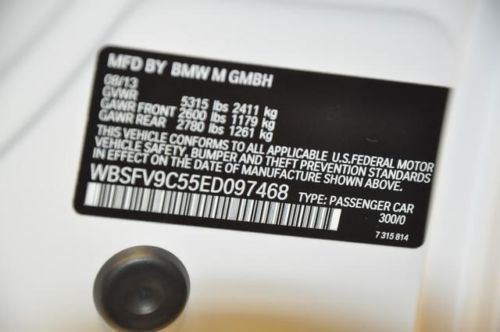 MFD BY BMW M GMBH
08/13
GVWR 5315 lbs 2411 kg
GAWR FRONT 2600 lbs 1179 kg
GAWR REAR 2780 lbs 1261 kg
THIS VEHICLE CONFORMS TO ALL APPLICABLE U.S. FEDERAL MOTOR
VEHICLE SAFETY, BUMPER AND THEFT PREVENTION STANDARDS
IN EFFECT ON THE DATE OF MANUFACTURE SHOWN ABOVE.
WBSFV9C55ED097468
TYPE: PASSENGER CAR
300/0
7 315 814